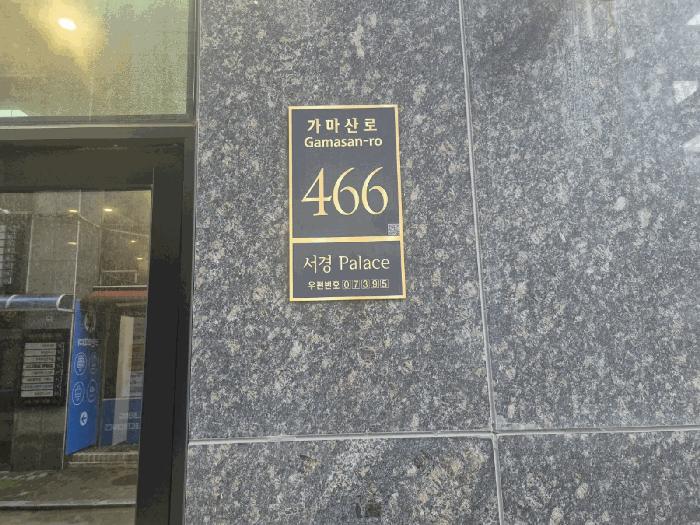 가마산로
Gamasan-ro
466
서경 Palace
우편번호 07395